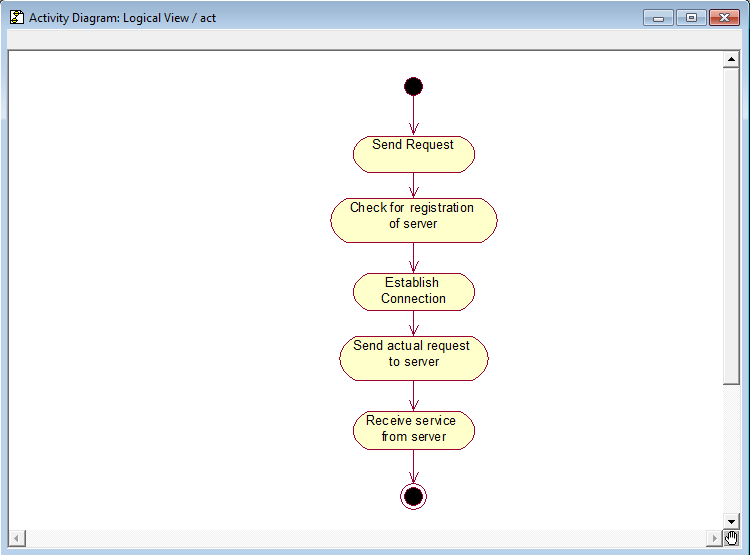 Activity Diagram: Logical View / act
Send Request
Check for registration
of server
Establish
Connection
Send actual request
to server
Receive service
from server